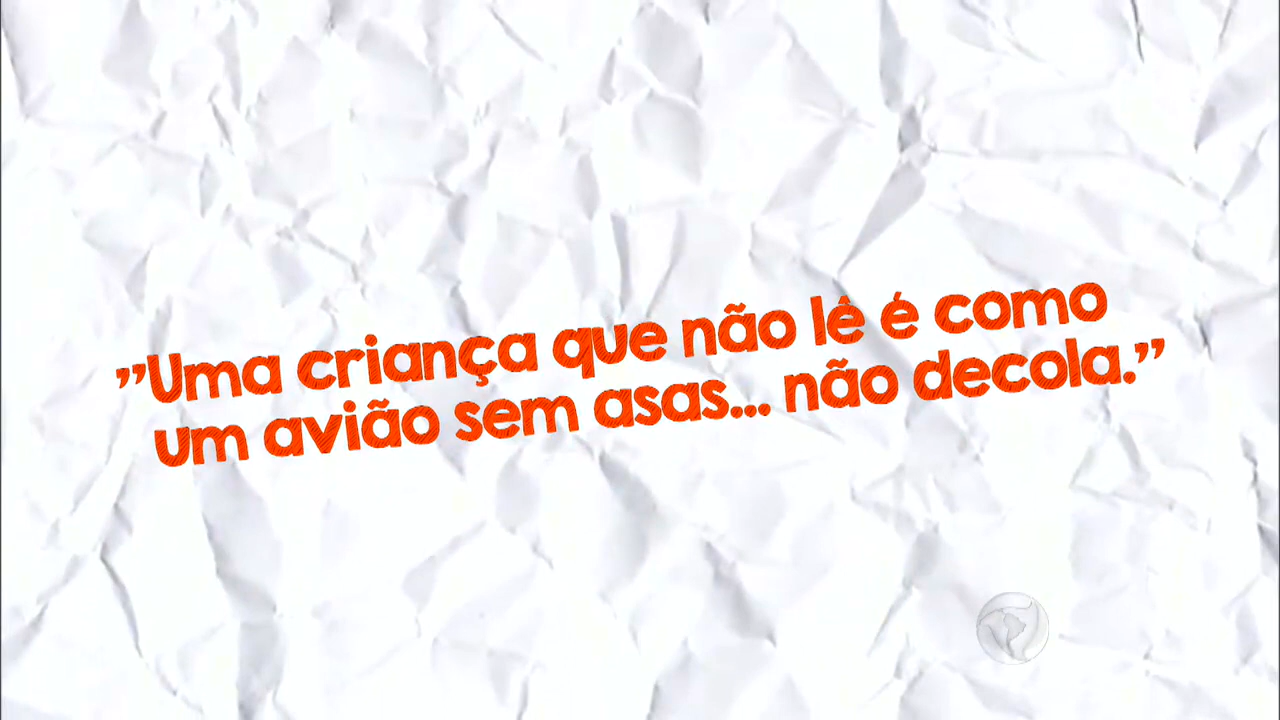 ”Uma criança que não lê é como
um avião sem asas... não decola.”